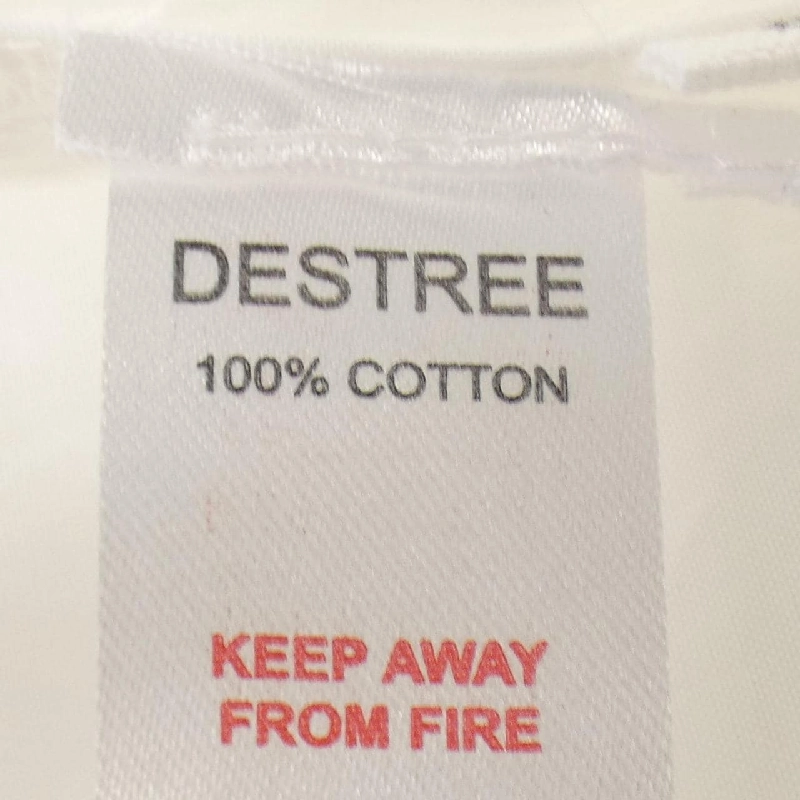 DESTREE
100% COTTON
KEEP AWAY
FROM FIRE